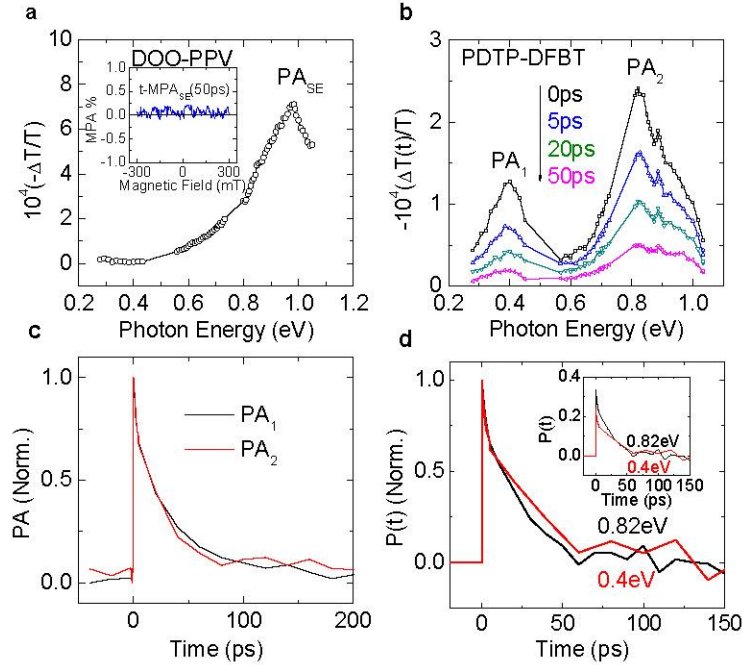 a
DOO-PPV
PA_SE
10^4(-ΔT/T)
10
8
6
4
2
0
MPA %
1.0
0.5
0.0
-0.5
-1.0
t-MPA_SE(50ps)
-300 0 300
Magnetic Field (mT)
0.2 0.4 0.6 0.8 1.0 1.2
Photon Energy (eV)
b
PDTP-DFBT
PA_2
PA_1
0ps
5ps
20ps
50ps
-10^4(ΔT(t)/T)
3
2
1
0
0.2 0.4 0.6 0.8 1.0
Photon Energy (eV)
c
PA (Norm.)
1.0
0.5
0.0
PA_1
PA_2
0 100 200
Time (ps)
d
P(t) (Norm.)
1.0
0.5
0.0
P(t)
0.4
0.2
0.0
0.82eV
0.4eV
0 50 100 150
Time (ps)
0.82eV
0.4eV
0 50 100 150
Time (ps)